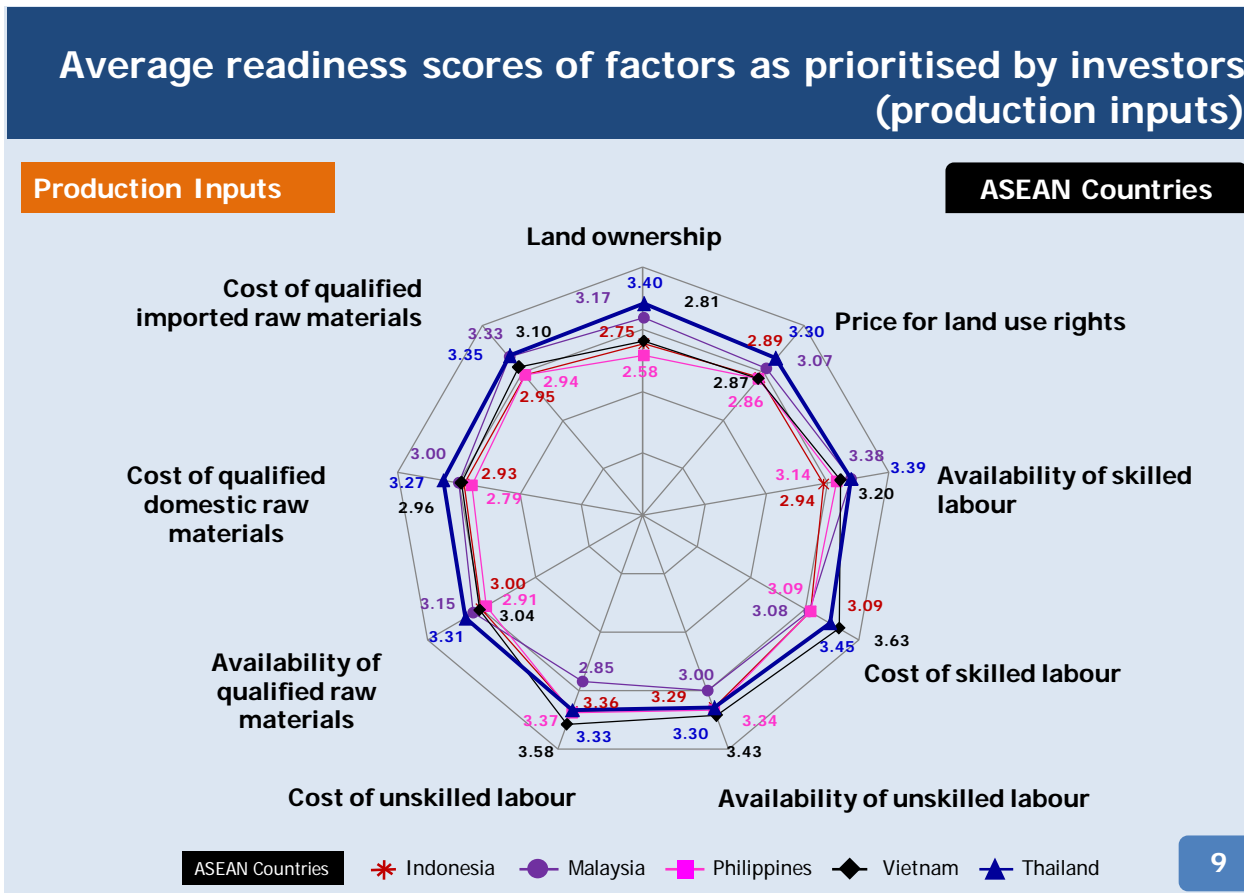 Average readiness scores of factors as prioritised by investors
(production inputs)
Production Inputs
ASEAN Countries
Land ownership
Cost of qualified
imported raw materials
Price for land use rights
3.40
3.17
2.81
2.75
2.58
3.30
2.89
3.07
2.87
2.86
3.33
3.10
3.35
2.94
2.95
Cost of qualified
domestic raw
materials
3.00
3.27
2.96
2.93
2.79
Availability of skilled
labour
3.38
3.39
3.14
3.20
2.94
3.00
2.91
3.15
3.04
3.31
Availability of
qualified raw
materials
3.09
3.08
3.09
3.63
3.45
Cost of skilled labour
2.85
3.36
3.37
3.33
3.58
Cost of unskilled labour
3.00
3.29
3.34
3.30
3.43
Availability of unskilled labour
ASEAN Countries
Indonesia
Malaysia
Philippines
Vietnam
Thailand
9